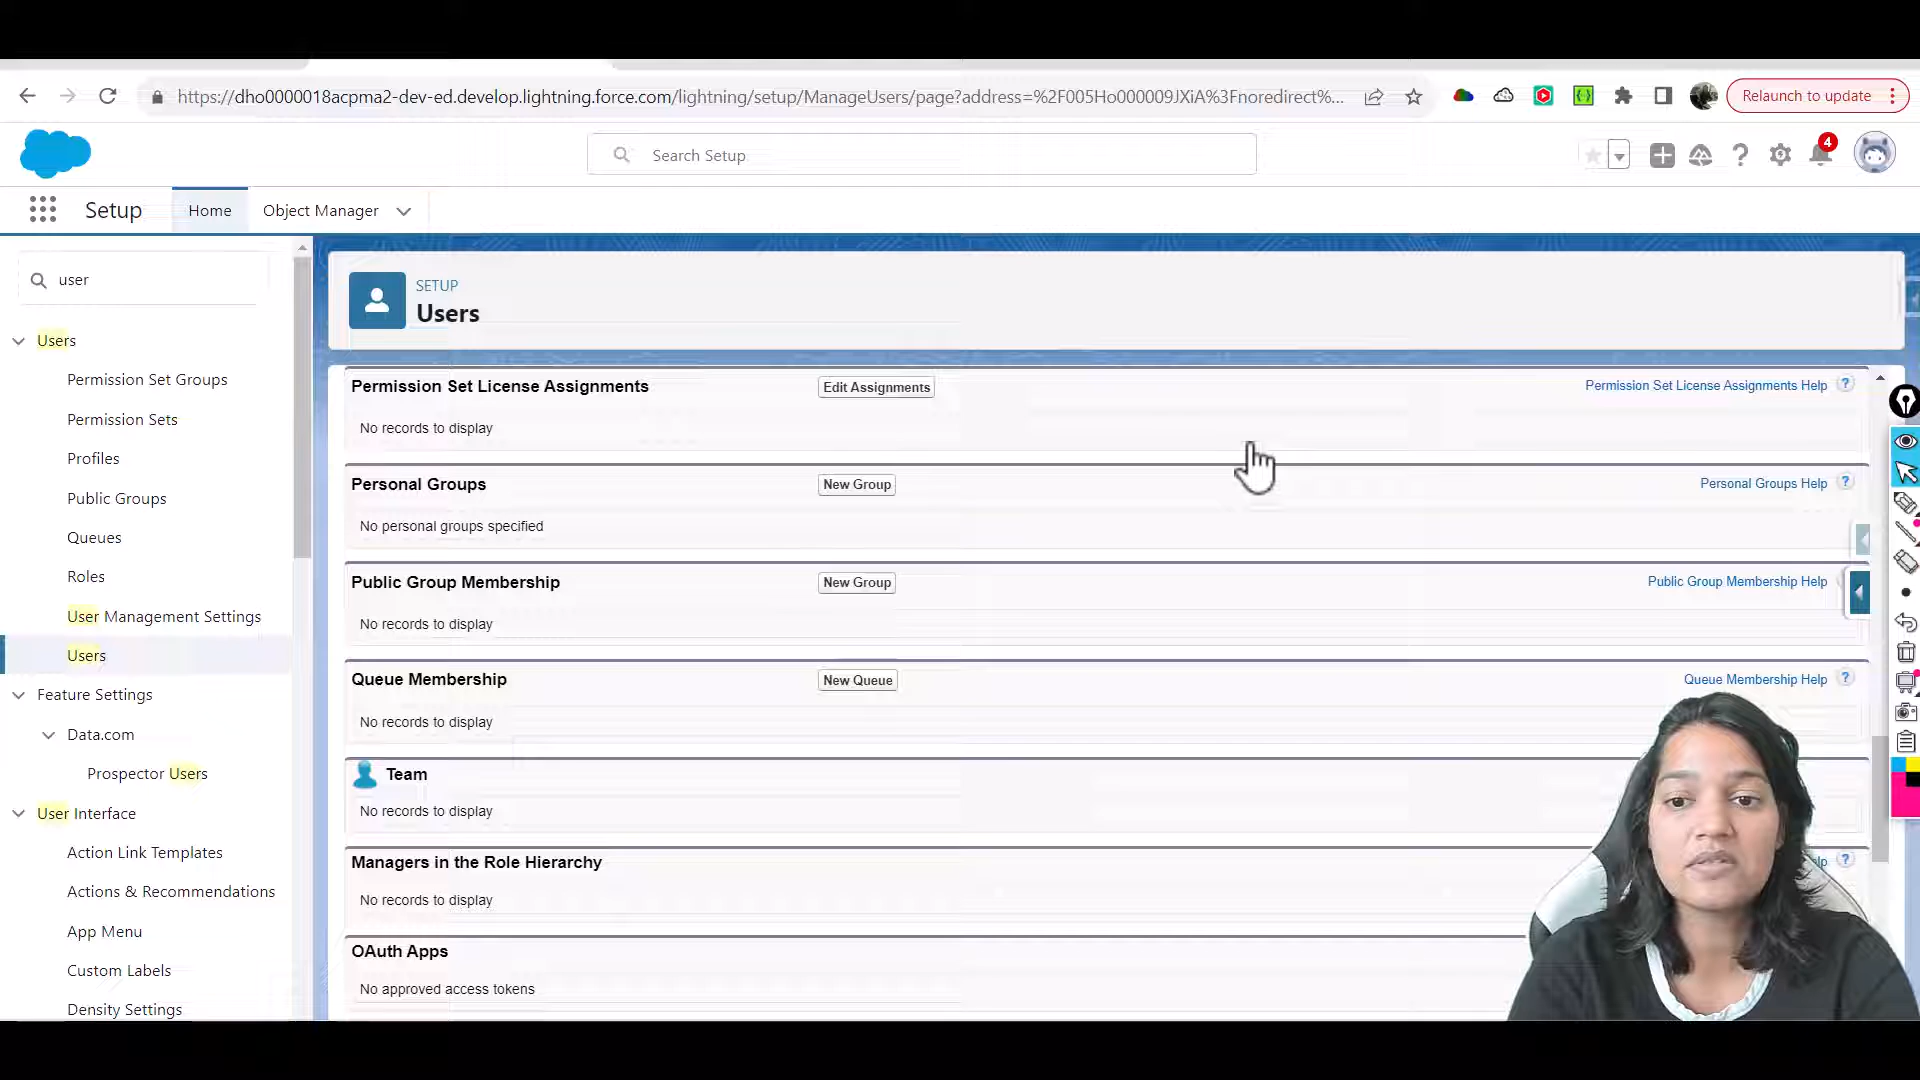 https://dho0000018acpma2-dev-ed.develop.lightning.force.com/lightning/setup/ManageUsers/page?address=%2F005Ho000009JXiA%3Fnoredirect%...
Relaunch to update
Search Setup
4
Setup
Home
Object Manager
user
SETUP
Users
Users
Permission Set Groups
Permission Sets
Profiles
Public Groups
Queues
Roles
User Management Settings
Users
Feature Settings
Data.com
Prospector Users
User Interface
Action Link Templates
Actions & Recommendations
App Menu
Custom Labels
Density Settings
Permission Set License Assignments
Edit Assignments
Permission Set License Assignments Help ?
No records to display
Personal Groups
New Group
Personal Groups Help ?
No personal groups specified
Public Group Membership
New Group
Public Group Membership Help
No records to display
Queue Membership
New Queue
Queue Membership Help ?
No records to display
Team
No records to display
Managers in the Role Hierarchy
?
No records to display
OAuth Apps
No approved access tokens